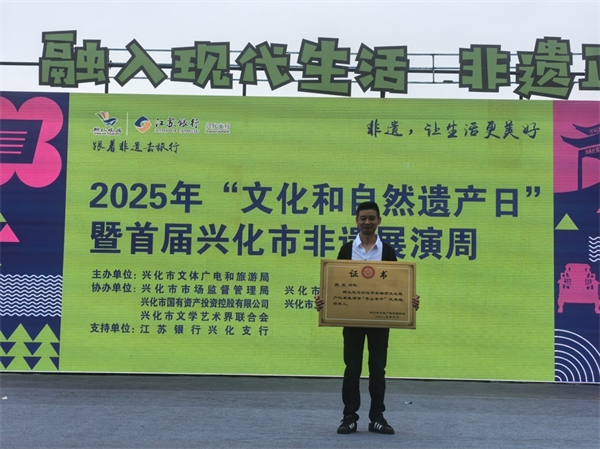 融入现代生活 非遗正
江苏银行
跟着非遗去旅行
非遗，让生活更美好
2025年“文化和自然遗产日”
暨首届兴化市非遗展演周
主办单位：兴化市文体广电和旅游局
协办单位：兴化市市场监督管理局 兴化市
兴化市国有资产投资控股有限公司 兴化市
兴化市文学艺术界联合会
支持单位：江苏银行兴化支行
证书